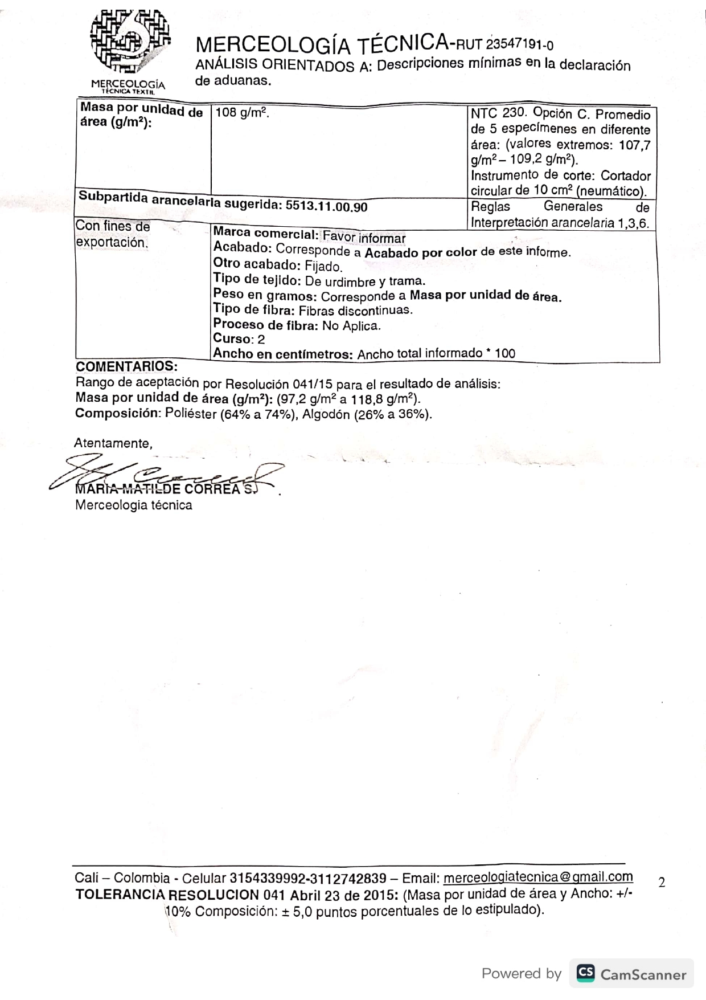 MERCEOLOGÍA
TÉCNICA TEXTIL
MERCEOLOGÍA TÉCNICA-RUT 23547191-0
ANÁLISIS ORIENTADOS A: Descripciones mínimas en la declaración
de aduanas.
Masa por unidad de
área (g/m²):
108 g/m².
NTC 230. Opción C. Promedio
de 5 especímenes en diferente
área: (valores extremos: 107,7
g/m² – 109,2 g/m²).
Instrumento de corte: Cortador
circular de 10 cm² (neumático).
Subpartida arancelaria sugerida: 5513.11.00.90
Reglas Generales de
Interpretación arancelaria 1,3,6.
Con fines de
exportación.
Marca comercial: Favor informar
Acabado: Corresponde a Acabado por color de este informe.
Otro acabado: Fijado.
Tipo de tejido: De urdimbre y trama.
Peso en gramos: Corresponde a Masa por unidad de área.
Tipo de fibra: Fibras discontinuas.
Proceso de fibra: No Aplica.
Curso: 2
Ancho en centímetros: Ancho total informado * 100
COMENTARIOS:
Rango de aceptación por Resolución 041/15 para el resultado de análisis:
Masa por unidad de área (g/m²): (97,2 g/m² a 118,8 g/m²).
Composición: Poliéster (64% a 74%), Algodón (26% a 36%).
Atentamente,
MARIA MATILDE CORREA S.
Merceologia técnica
Cali – Colombia - Celular 3154339992-3112742839 – Email: merceologiatecnica@gmail.com
2
TOLERANCIA RESOLUCION 041 Abril 23 de 2015: (Masa por unidad de área y Ancho: +/-
10% Composición: ± 5,0 puntos porcentuales de lo estipulado).
Powered by CS CamScanner